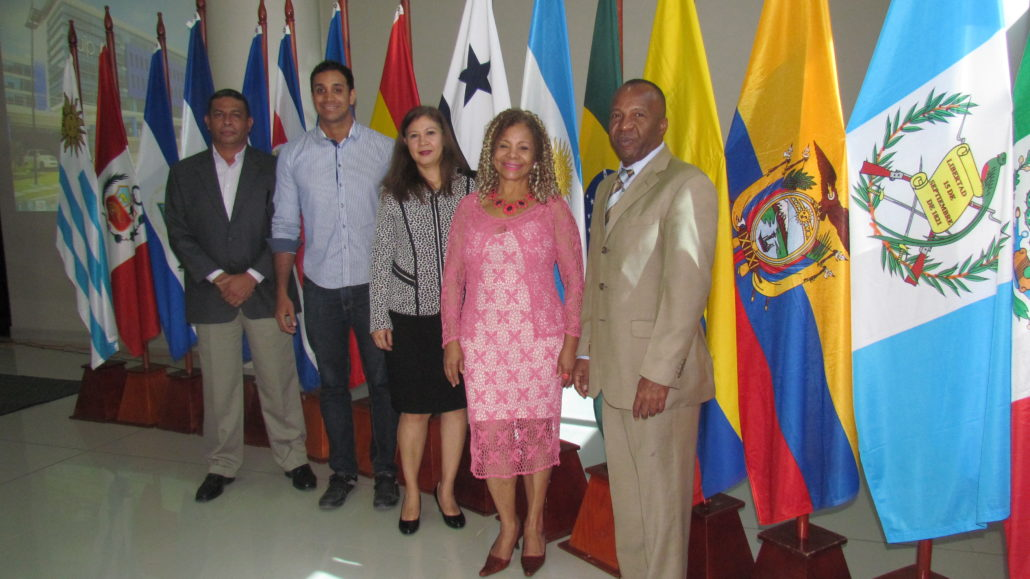 LIBERTAD
15 DE
SEPTIEMBRE
DE 1821